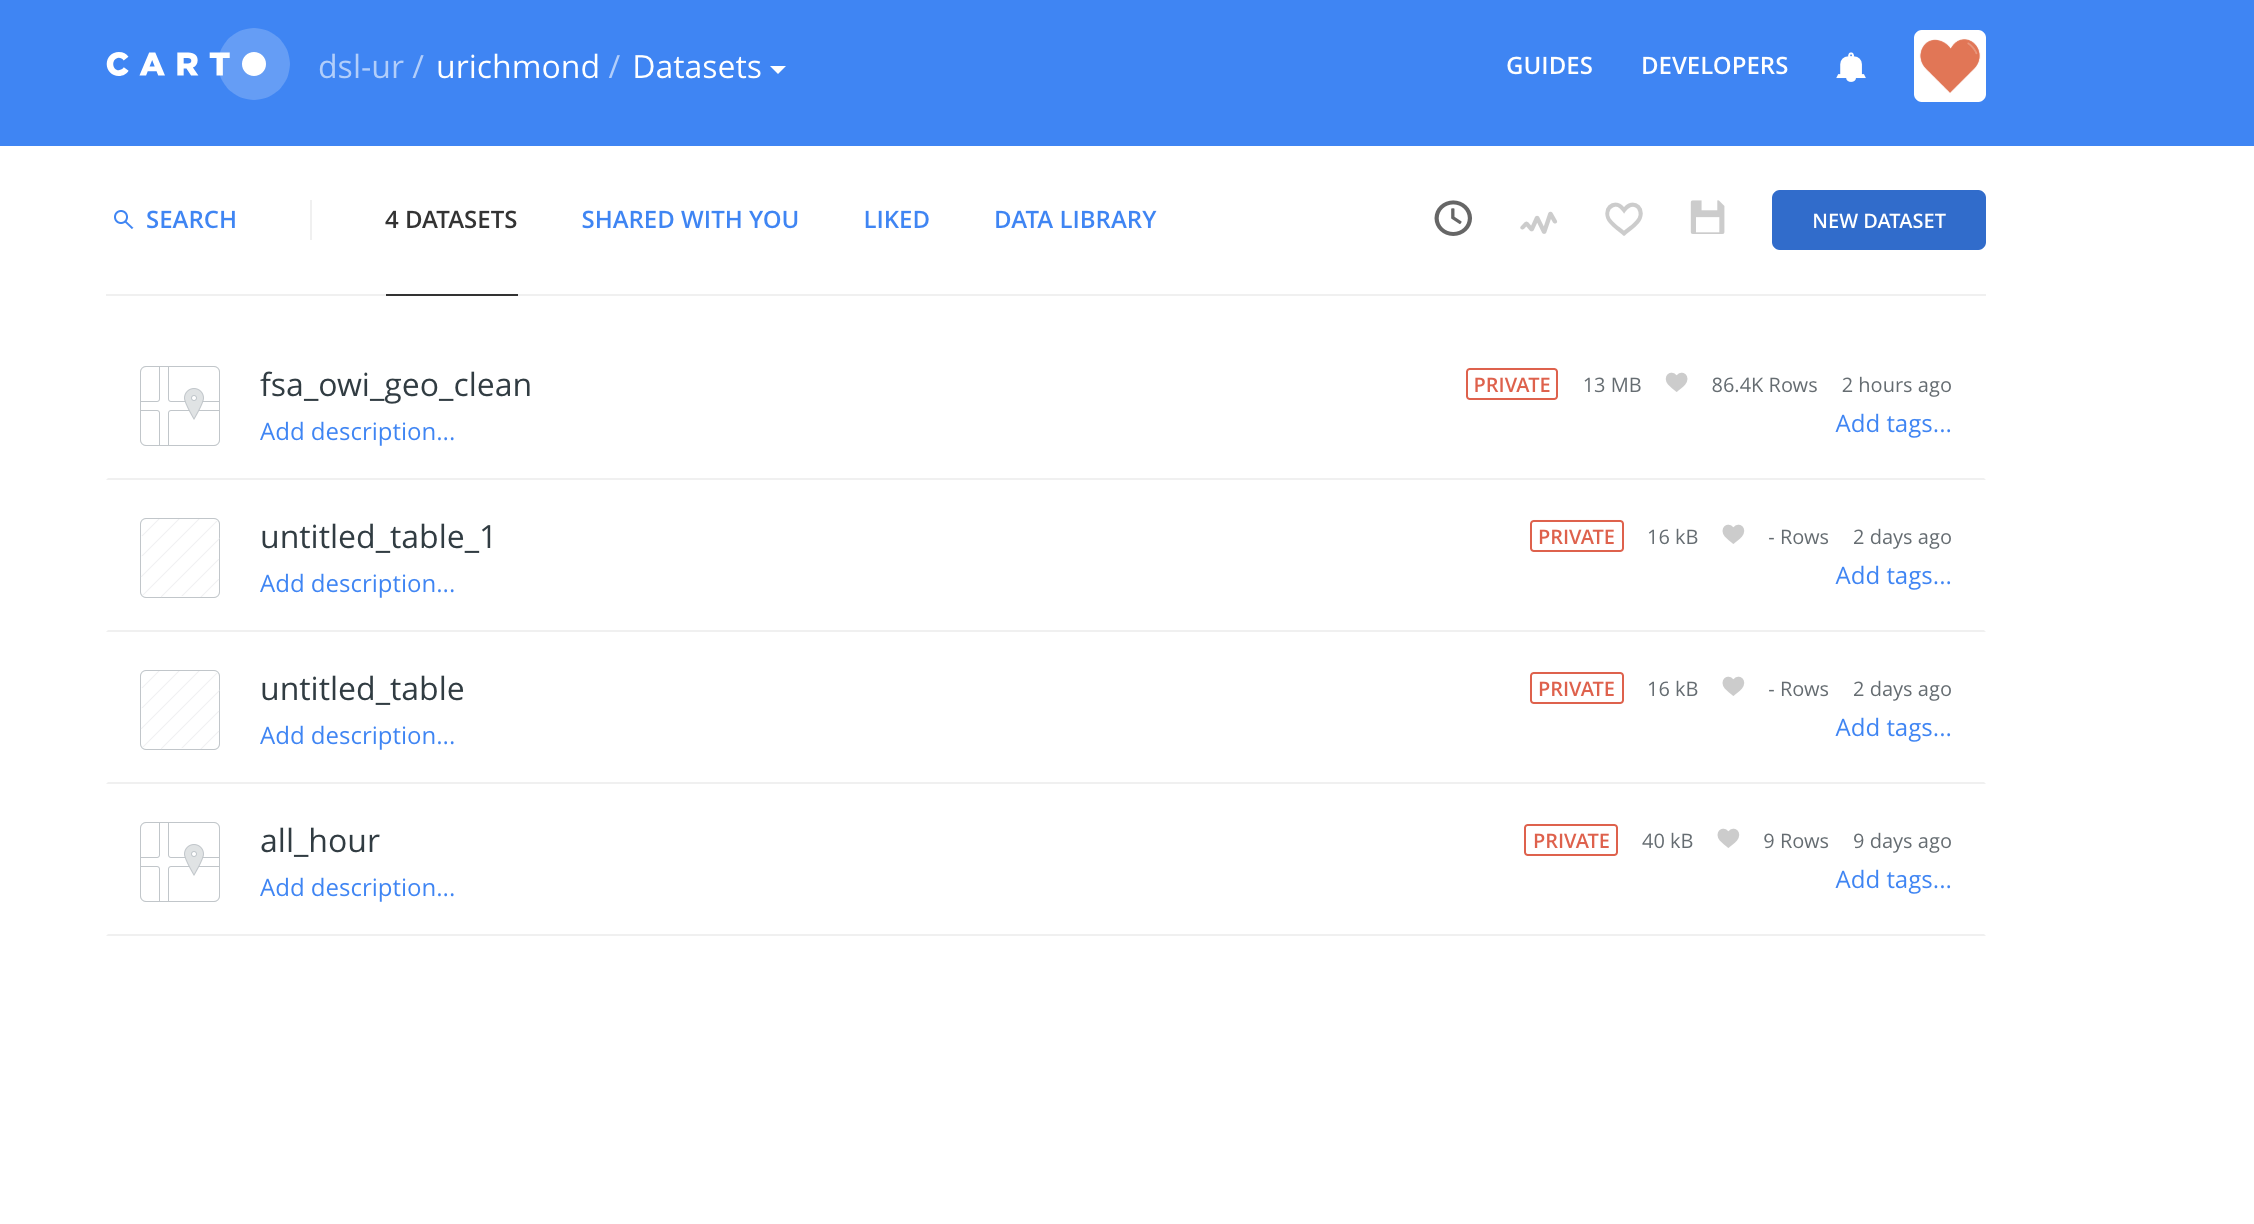 CARTO dsl-ur / urichmond / Datasets GUIDES DEVELOPERS
SEARCH 4 DATASETS SHARED WITH YOU LIKED DATA LIBRARY NEW DATASET
fsa_owi_geo_clean PRIVATE 13 MB 86.4K Rows 2 hours ago
Add description... Add tags...
untitled_table_1 PRIVATE 16 kB - Rows 2 days ago
Add description... Add tags...
untitled_table PRIVATE 16 kB - Rows 2 days ago
Add description... Add tags...
all_hour PRIVATE 40 kB 9 Rows 9 days ago
Add description... Add tags...